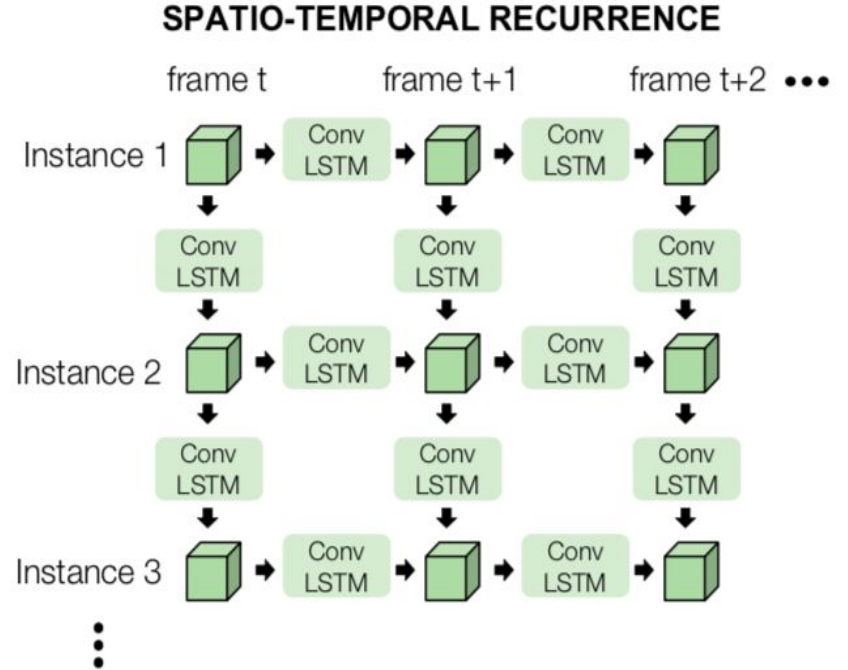 SPATIO-TEMPORAL RECURRENCE
frame t frame t+1 frame t+2 •••
Instance 1
Conv
LSTM
Conv
LSTM
Conv
LSTM
Conv
LSTM
Conv
LSTM
Instance 2
Conv
LSTM
Conv
LSTM
Conv
LSTM
Conv
LSTM
Conv
LSTM
Instance 3
Conv
LSTM
Conv
LSTM